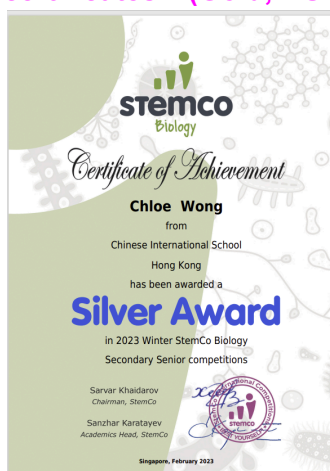 stemco
Biology
Certificate of Achievement
Chloe Wong
from
Chinese International School
Hong Kong
has been awarded a
Silver Award
in 2023 Winter StemCo Biology
Secondary Senior competitions
Sarvar Khaidarov
Chairman, StemCo
Sanzhar Karatayev
Academics Head, StemCo
stemco
Singapore, February 2023